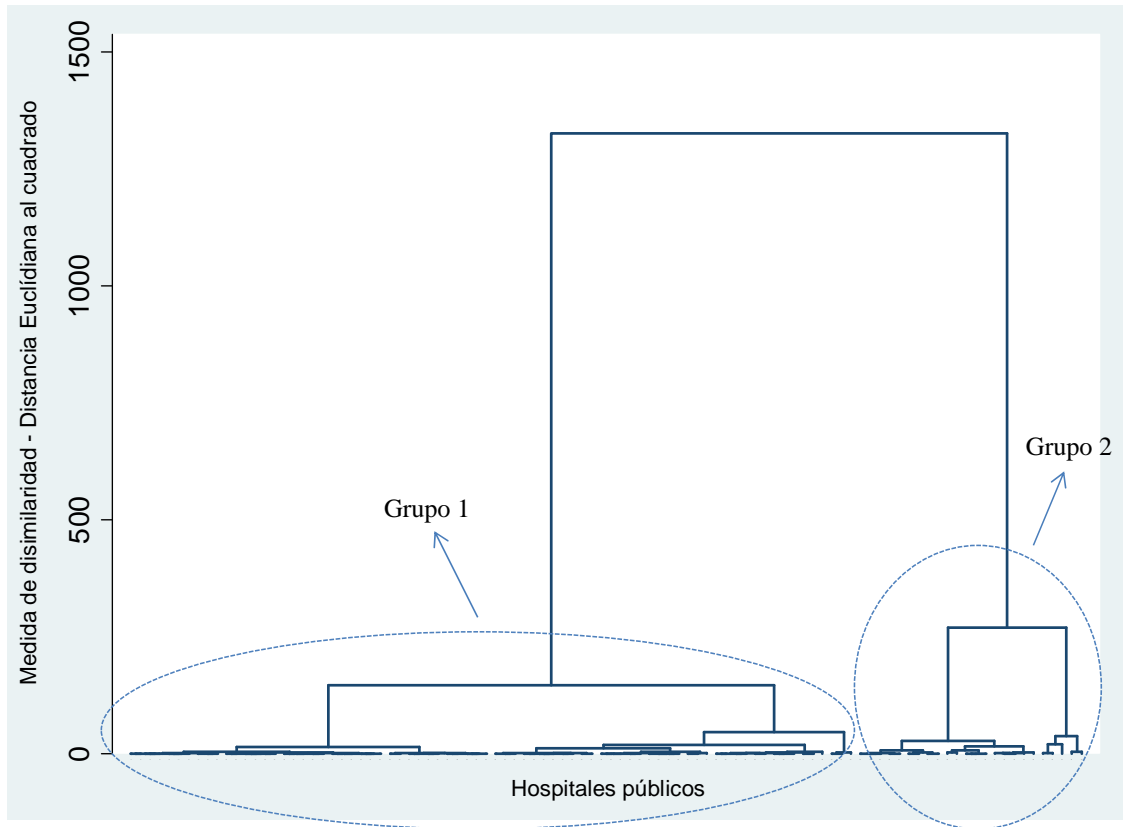 Medida de disimilaridad - Distancia Euclídiana al cuadrado
1500
1000
500
0
Grupo 1
Grupo 2
Hospitales públicos